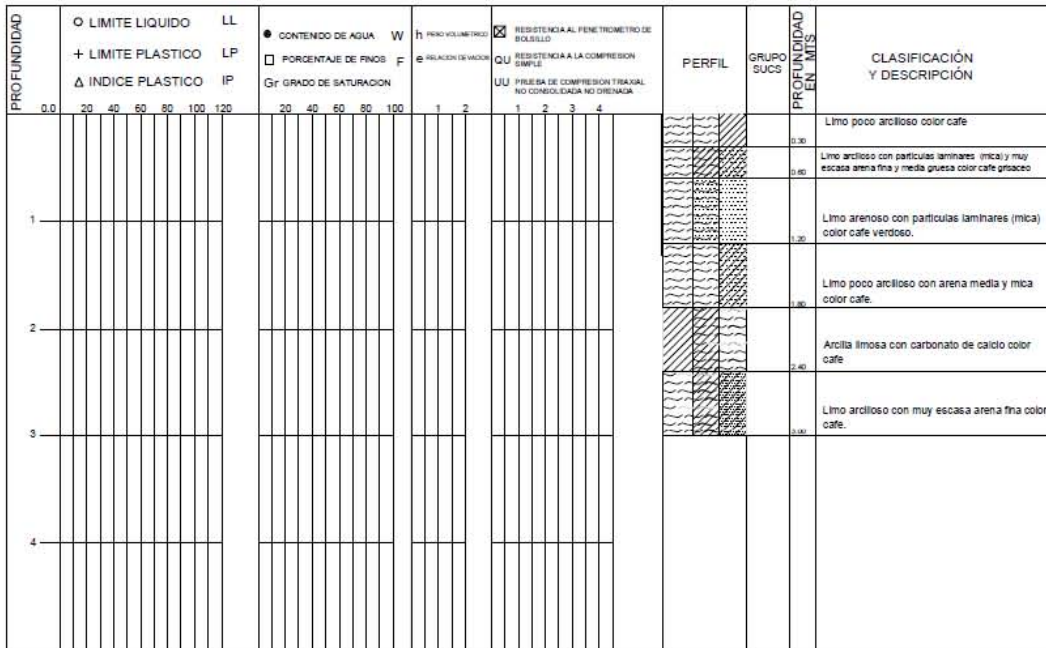 PROFUNDIDAD
O LIMITE LIQUIDO LL
+ LIMITE PLASTICO LP
Δ INDICE PLASTICO IP
0.0 20 40 60 80 100 120
● CONTENIDO DE AGUA W
□ PORCENTAJE DE FINOS F
Gr GRADO DE SATURACION
20 40 60 80 100
h PESO VOLUMETRICO
e RELACION DE VACIOS
1 2
RESISTENCIA AL PENETROMETRO DE
BOLSILLO
QU RESISTENCIA A LA COMPRESION
SIMPLE
UU PRUEBA DE COMPRESION TRIAXIAL
NO CONSOLIDADA NO DRENADA
1 2 3 4
PERFIL
GRUPO
SUCS
PROFUNDIDAD
EN MTS
CLASIFICACIÓN
Y DESCRIPCIÓN
Limo poco arcilloso color cafe
0.30
Limo arcilloso con particulas laminares (mica) y muy
escasa arena fina y media gruesa color cafe grisaceo
0.60
1
Limo arenoso con particulas laminares (mica)
color cafe verdoso.
1.20
Limo poco arcilloso con arena media y mica
color cafe.
1.80
2
Arcilla limosa con carbonato de calcio color
cafe
2.40
Limo arcilloso con muy escasa arena fina color
cafe.
3.00
3
4